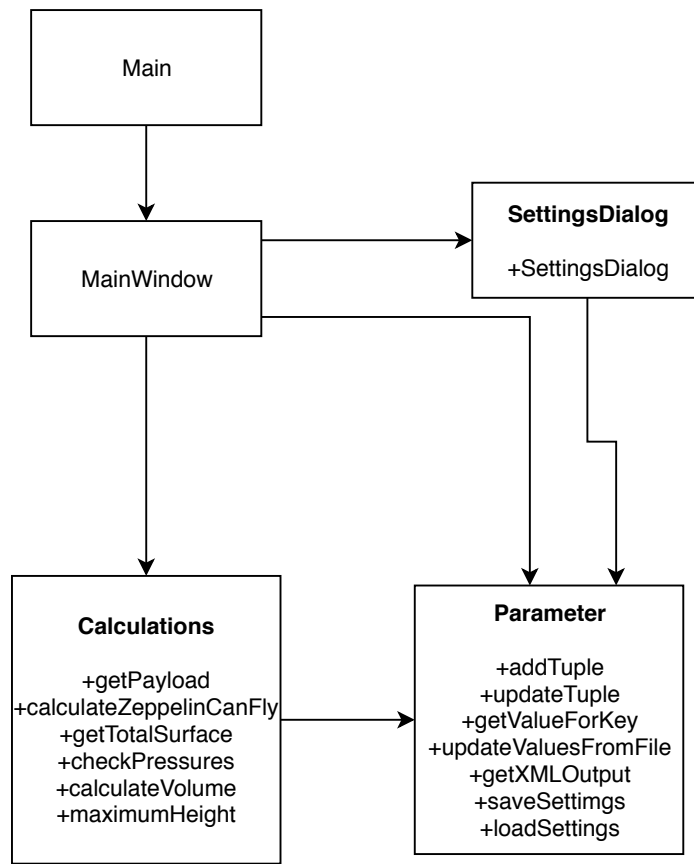 Main
MainWindow
SettingsDialog
+SettingsDialog
Calculations
+getPayload
+calculateZeppelinCanFly
+getTotalSurface
+checkPressures
+calculateVolume
+maximumHeight
Parameter
+addTuple
+updateTuple
+getValueForKey
+updateValuesFromFile
+getXMLOutput
+saveSettimgs
+loadSettings